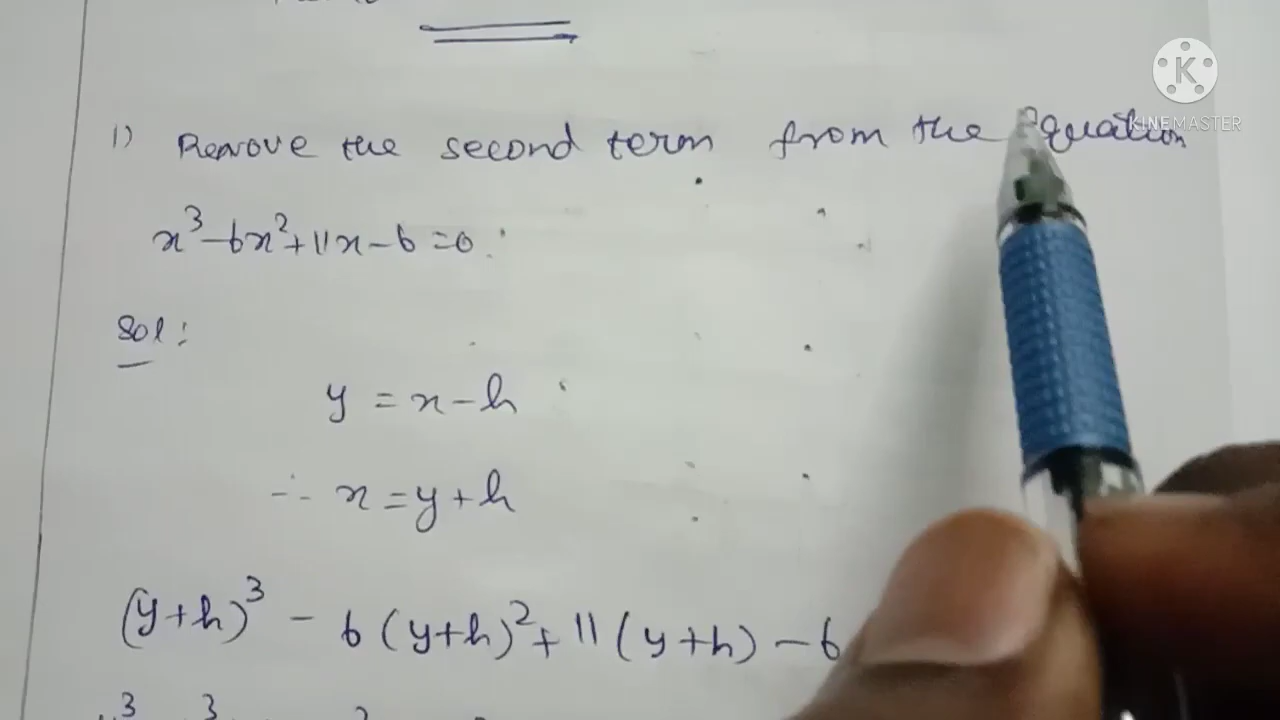 K
KINEMASTER
1) Remove the second term from the equation
x³-6x²+11x-6=0.
Sol:
y = x-h
∴ x = y+h
(y+h)³ - 6(y+h)²+11(y+h)-6